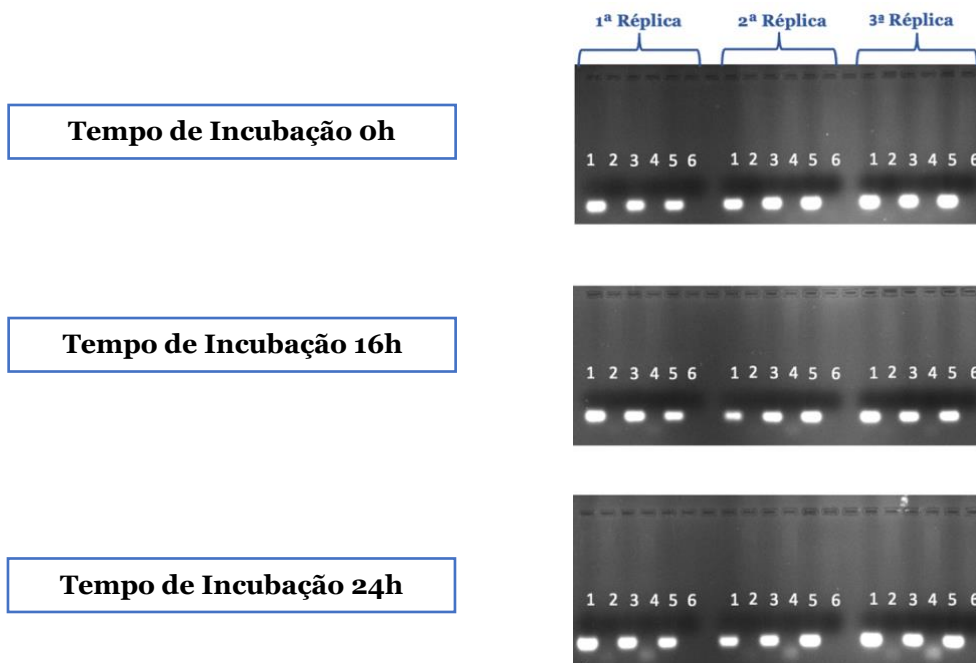 1ª Réplica 2ª Réplica 3ª Réplica
Tempo de Incubação 0h
1 2 3 4 5 6 1 2 3 4 5 6 1 2 3 4 5 6
Tempo de Incubação 16h
1 2 3 4 5 6 1 2 3 4 5 6 1 2 3 4 5 6
Tempo de Incubação 24h
1 2 3 4 5 6 1 2 3 4 5 6 1 2 3 4 5 6